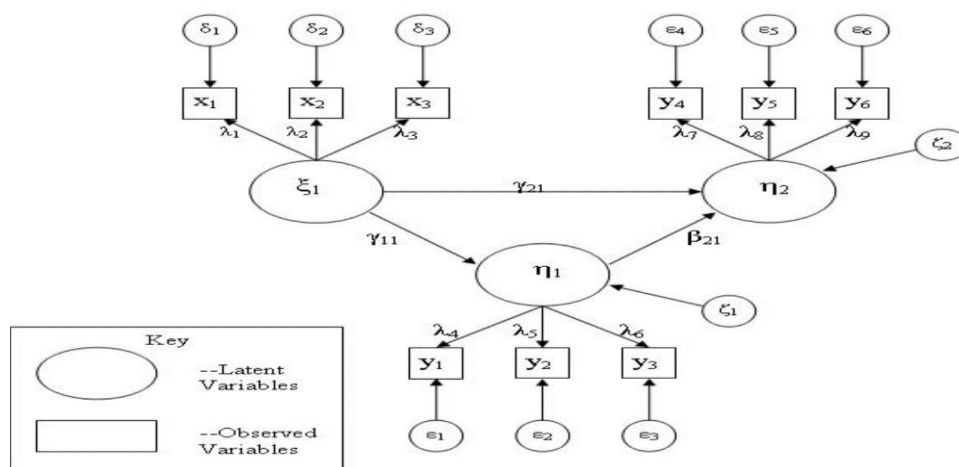 δ₁ δ₂ δ₃ ε₄ ε₅ ε₆
x₁ x₂ x₃ y₄ y₅ y₆
λ₁ λ₂ λ₃ λ₇ λ₈ λ₉
ζ₂
ξ₁ γ₂₁ η₂
γ₁₁ β₂₁
η₁
ζ₁
λ₄ λ₅ λ₆
y₁ y₂ y₃
ε₁ ε₂ ε₃
Key
--Latent
Variables
--Observed
Variables